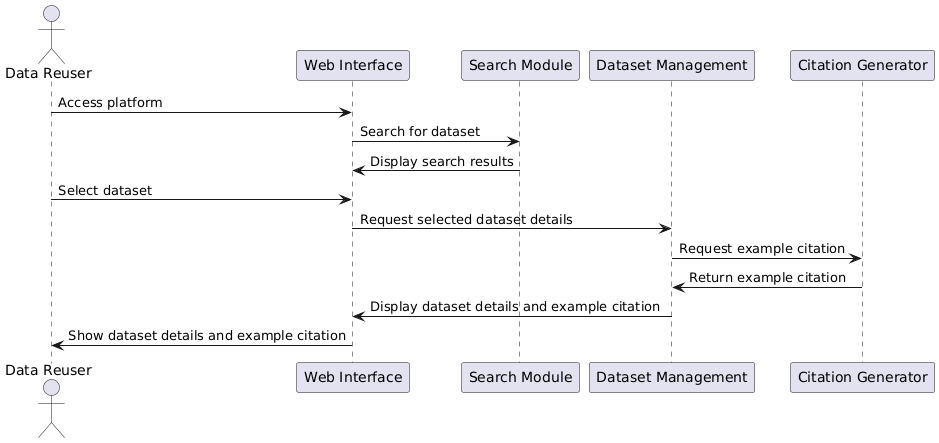 Data Reuser
Web Interface
Search Module
Dataset Management
Citation Generator
Access platform
Search for dataset
Display search results
Select dataset
Request selected dataset details
Request example citation
Return example citation
Display dataset details and example citation
Show dataset details and example citation
Data Reuser
Web Interface
Search Module
Dataset Management
Citation Generator